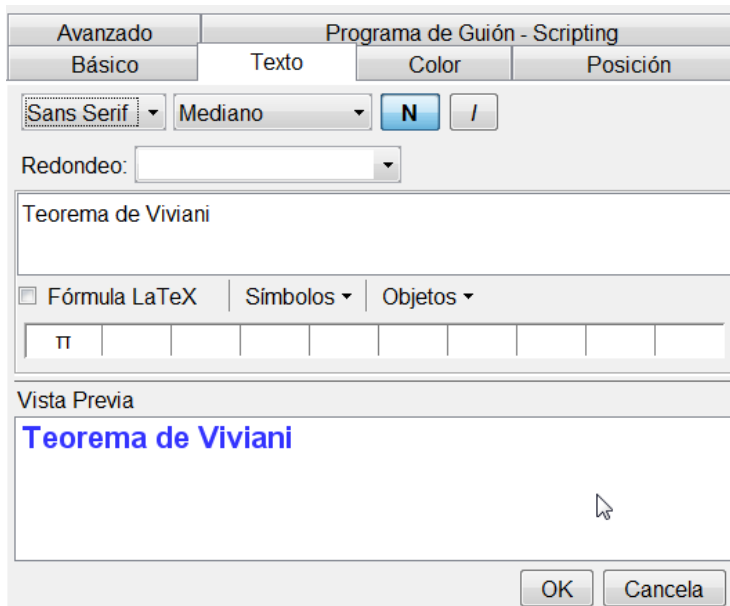 Avanzado Programa de Guión - Scripting
Básico Texto Color Posición
Sans Serif Mediano N I
Redondeo:
Teorema de Viviani
Fórmula LaTeX Símbolos Objetos
π
Vista Previa
Teorema de Viviani
OK Cancela